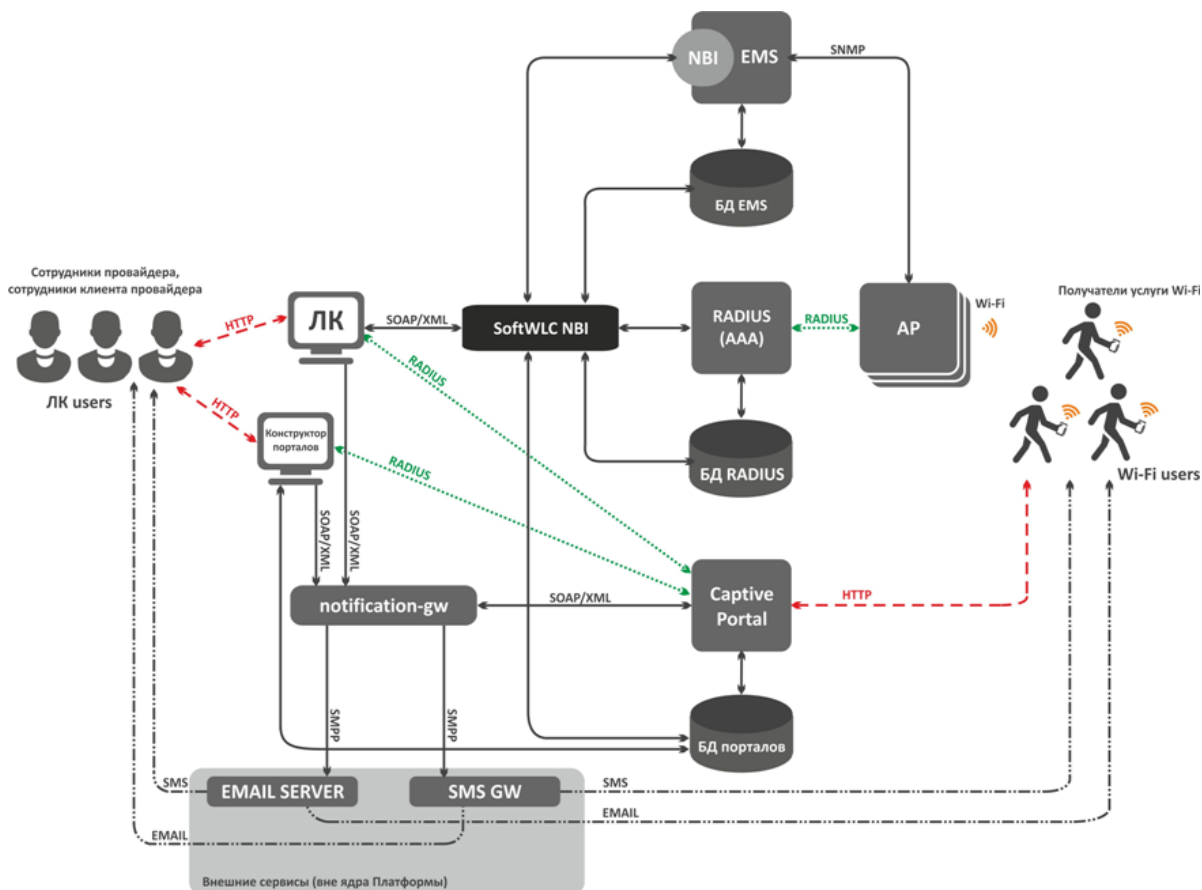 NBI
EMS
SNMP
БД EMS
Сотрудники провайдера,
сотрудники клиента провайдера
HTTP
ЛК
SOAP/XML
SoftWLC NBI
RADIUS
(AAA)
RADIUS
AP
Wi-Fi
Получатели услуги Wi-Fi
ЛК users
HTTP
RADIUS
Конструктор
порталов
RADIUS
БД RADIUS
Wi-Fi users
SOAP/XML
SOAP/XML
notification-gw
SOAP/XML
Captive
Portal
HTTP
SMPP
SMPP
БД порталов
SMS
EMAIL SERVER
SMS GW
SMS
EMAIL
EMAIL
Внешние сервисы (вне ядра Платформы)